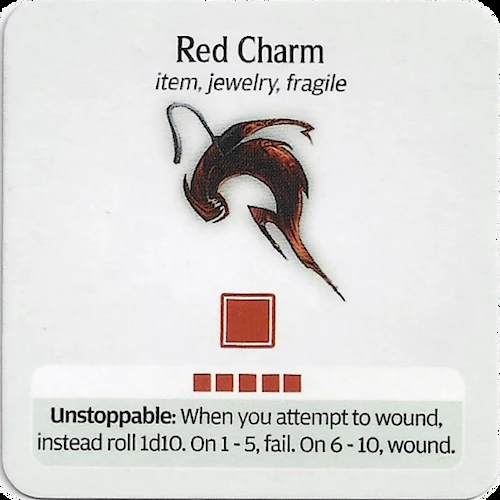 Red Charm
item, jewelry, fragile
Unstoppable: When you attempt to wound,
instead roll 1d10. On 1 - 5, fail. On 6 - 10, wound.